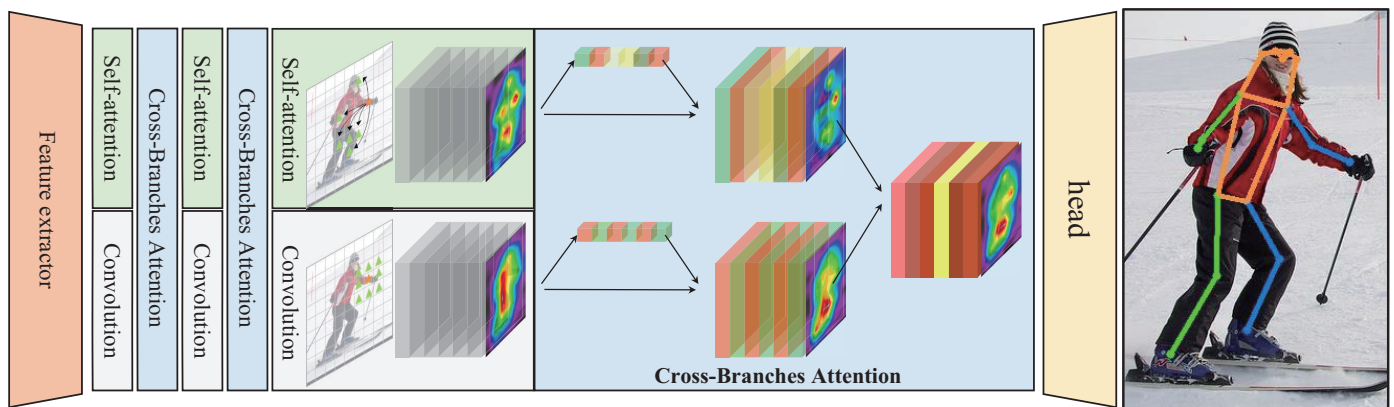 Feature extractor
Self-attention
Convolution
Cross-Branches Attention
Self-attention
Convolution
Cross-Branches Attention
Self-attention
Convolution
Cross-Branches Attention
head